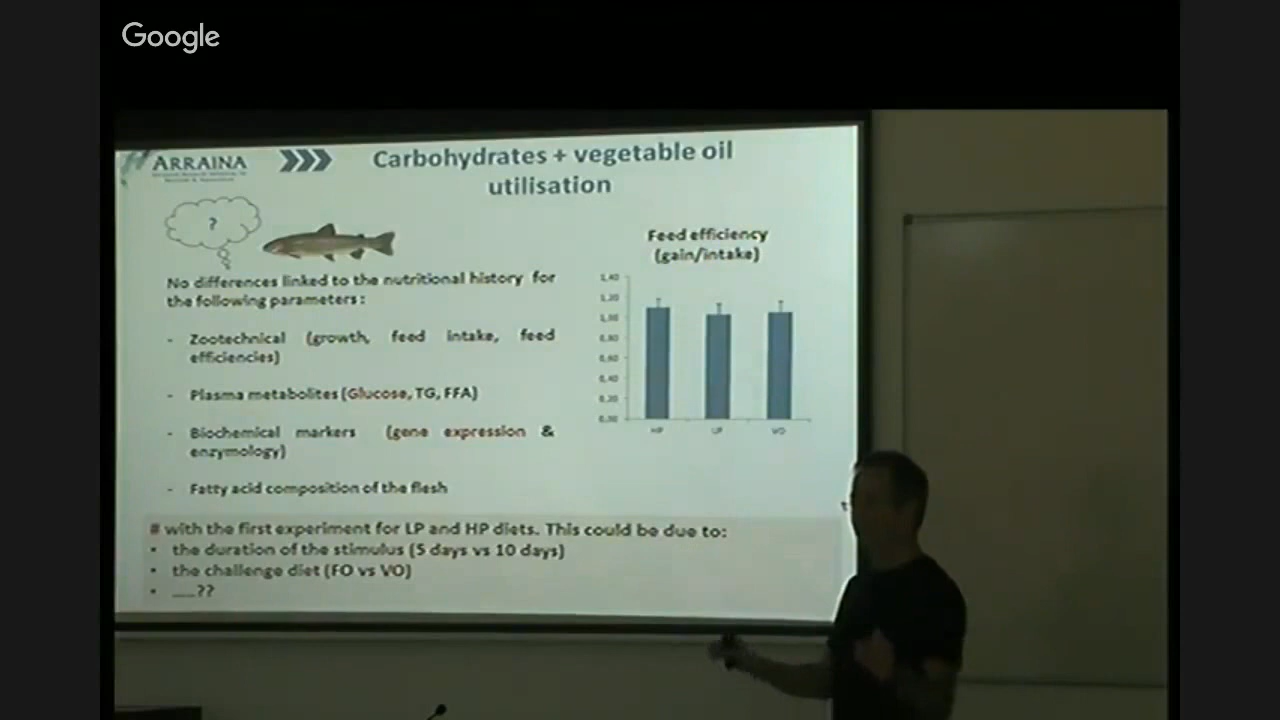 Google
ARRAINA
Carbohydrates + vegetable oil
utilisation
?
No differences linked to the nutritional history for
the following parameters :
- Zootechnical (growth, feed intake, feed
efficiencies)
- Plasma metabolites (Glucose, TG, FFA)
- Biochemical markers (gene expression &
enzymology)
- Fatty acid composition of the flesh
Feed efficiency
(gain/intake)
1,40
1,20
1,00
0,80
0,60
0,40
0,20
0,00
HP LP VO
# with the first experiment for LP and HP diets. This could be due to:
• the duration of the stimulus (5 days vs 10 days)
• the challenge diet (FO vs VO)
• .....??